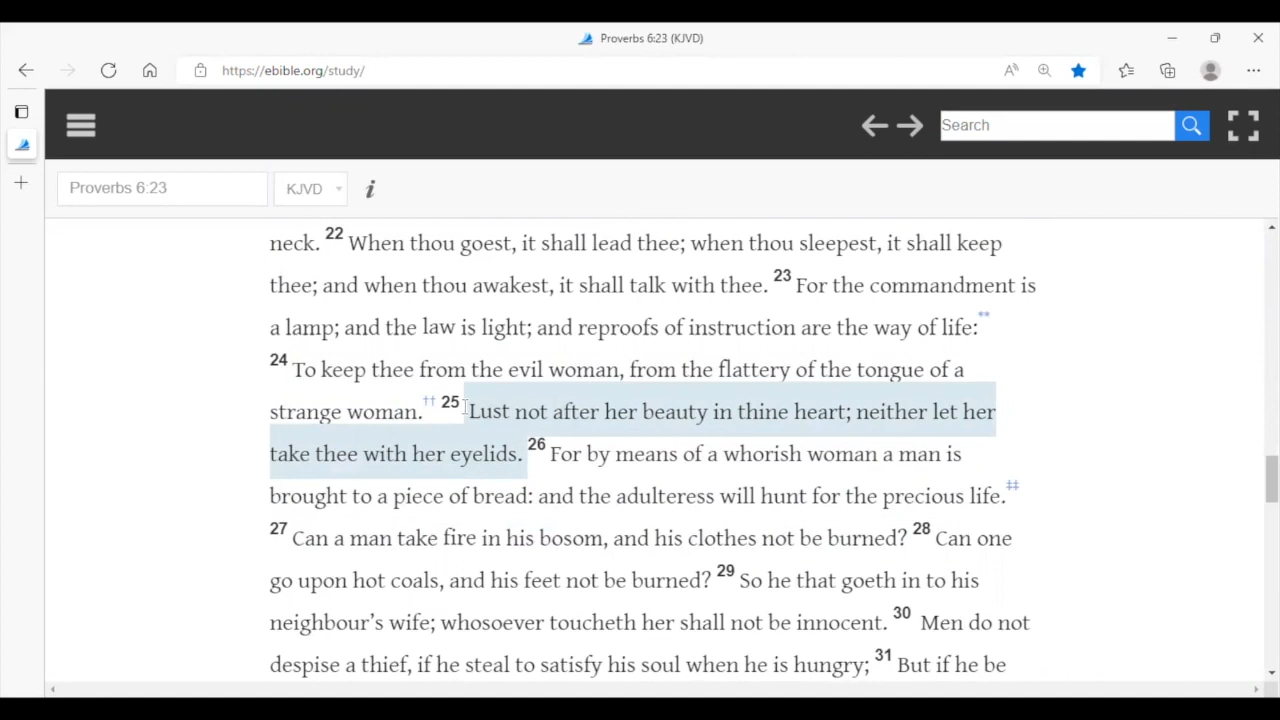 Proverbs 6:23 (KJVD)
https://ebible.org/study/
Search
Proverbs 6:23 KJVD i
neck. 22 When thou goest, it shall lead thee; when thou sleepest, it shall keep
thee; and when thou awakest, it shall talk with thee. 23 For the commandment is
a lamp; and the law is light; and reproofs of instruction are the way of life:**
24 To keep thee from the evil woman, from the flattery of the tongue of a
strange woman.†† 25 Lust not after her beauty in thine heart; neither let her
take thee with her eyelids. 26 For by means of a whorish woman a man is
brought to a piece of bread: and the adulteress will hunt for the precious life.‡‡
27 Can a man take fire in his bosom, and his clothes not be burned? 28 Can one
go upon hot coals, and his feet not be burned? 29 So he that goeth in to his
neighbour’s wife; whosoever toucheth her shall not be innocent. 30 Men do not
despise a thief, if he steal to satisfy his soul when he is hungry; 31 But if he be